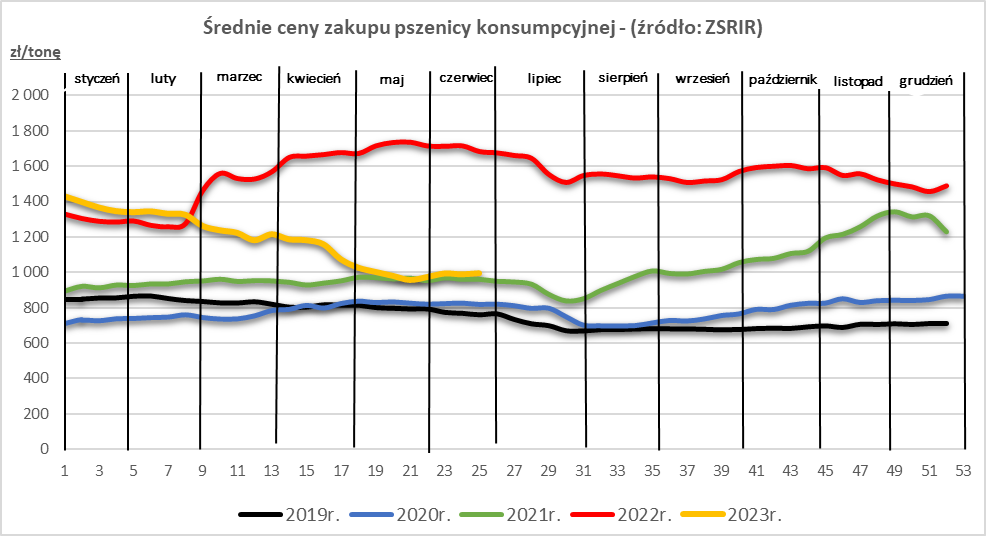 Średnie ceny zakupu pszenicy konsumpcyjnej - (źródło: ZSRIR)
zł/tonę
styczeń luty marzec kwiecień maj czerwiec lipiec sierpień wrzesień październik listopad grudzień
2 000
1 800
1 600
1 400
1 200
1 000
800
600
400
200
0
1 3 5 7 9 11 13 15 17 19 21 23 25 27 29 31 33 35 37 39 41 43 45 47 49 51 53
2019r. 2020r. 2021r. 2022r. 2023r.